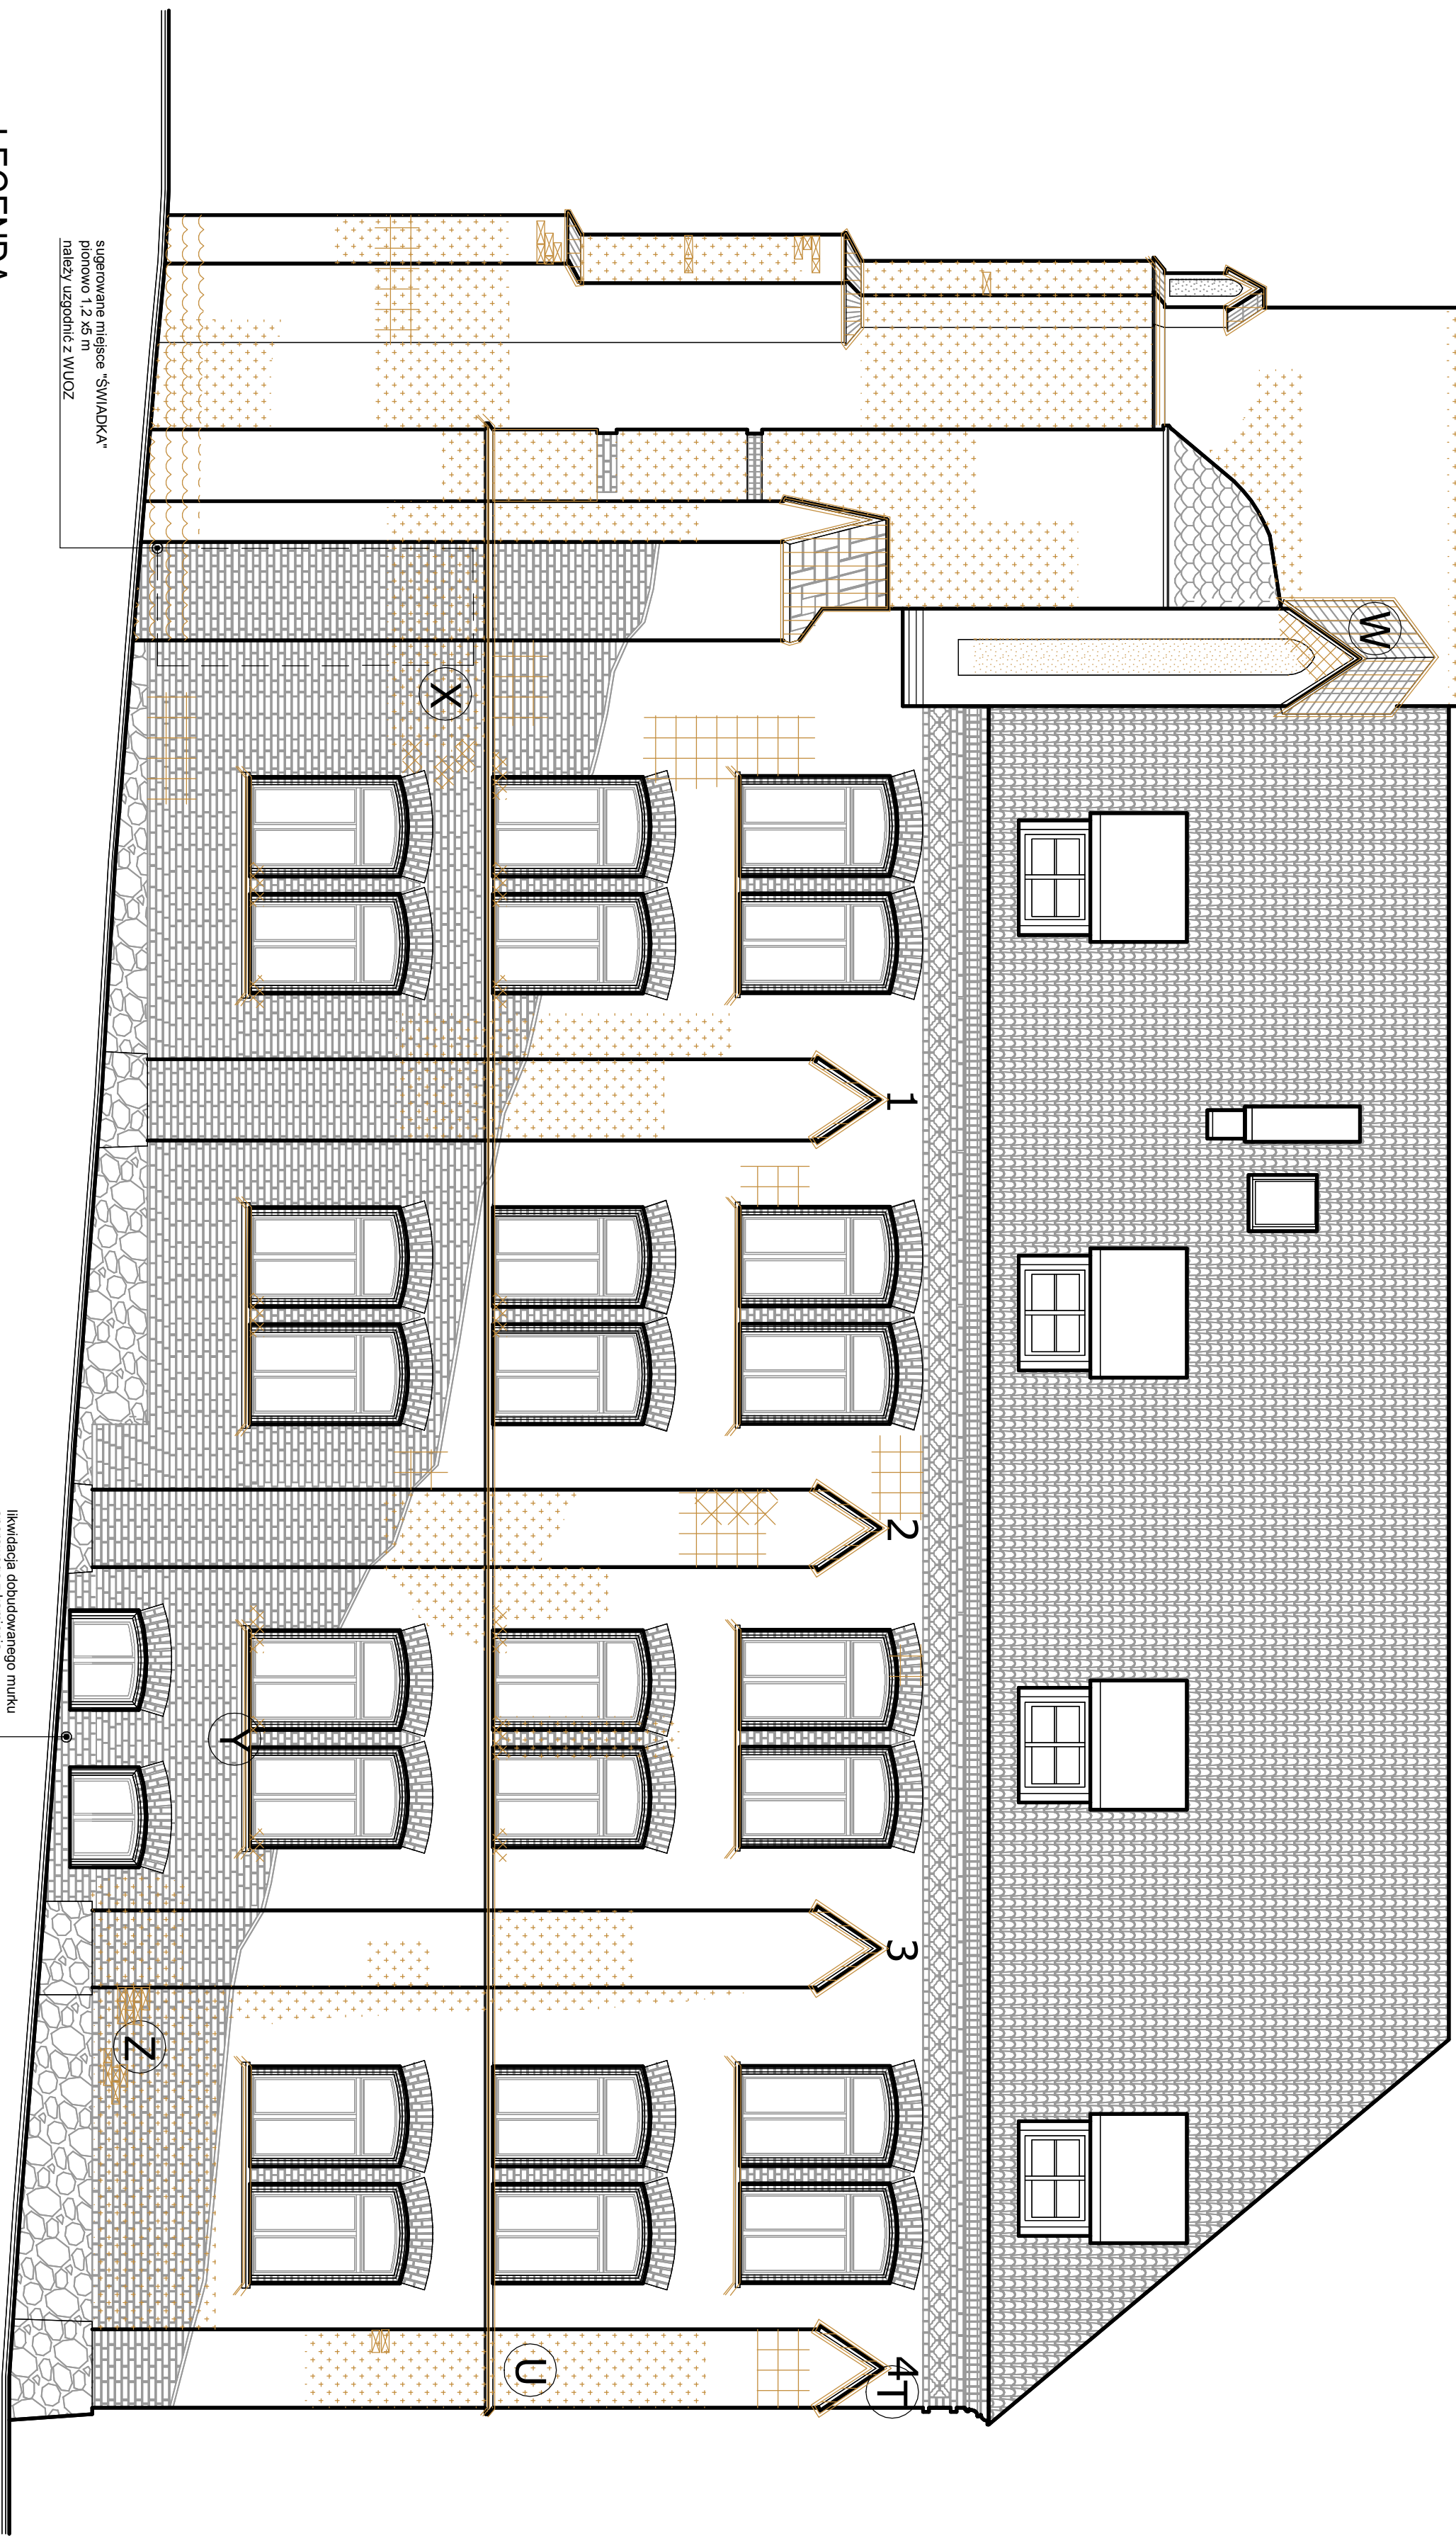 W
1
2
3
4
T
X
U
Y
Z
sugerowane miejsce "ŚWIADKA"
pionowo 1,2 x5 m
należy uzgodnić z WUOZ
likwidacja dobudowanego murku